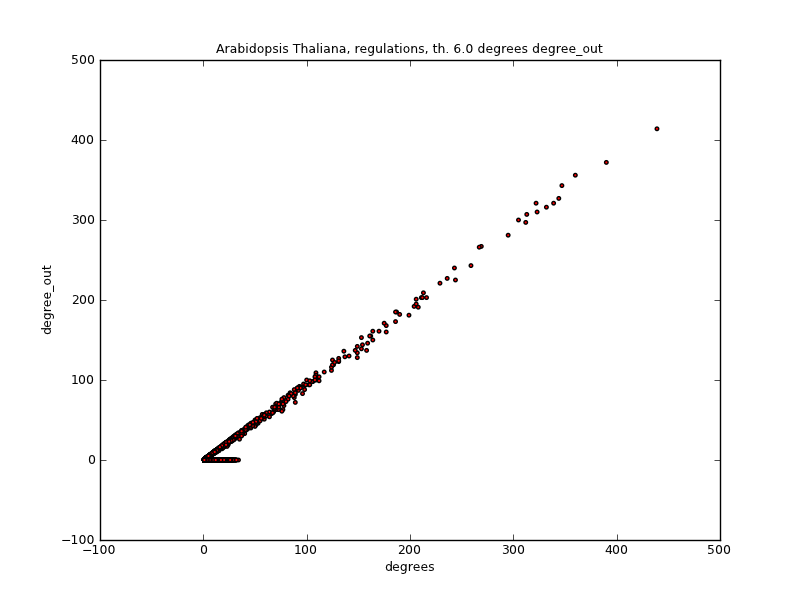 Arabidopsis Thaliana, regulations, th. 6.0 degrees degree_out
500
400
300
200
100
0
−100
degree_out
−100 0 100 200 300 400 500
degrees